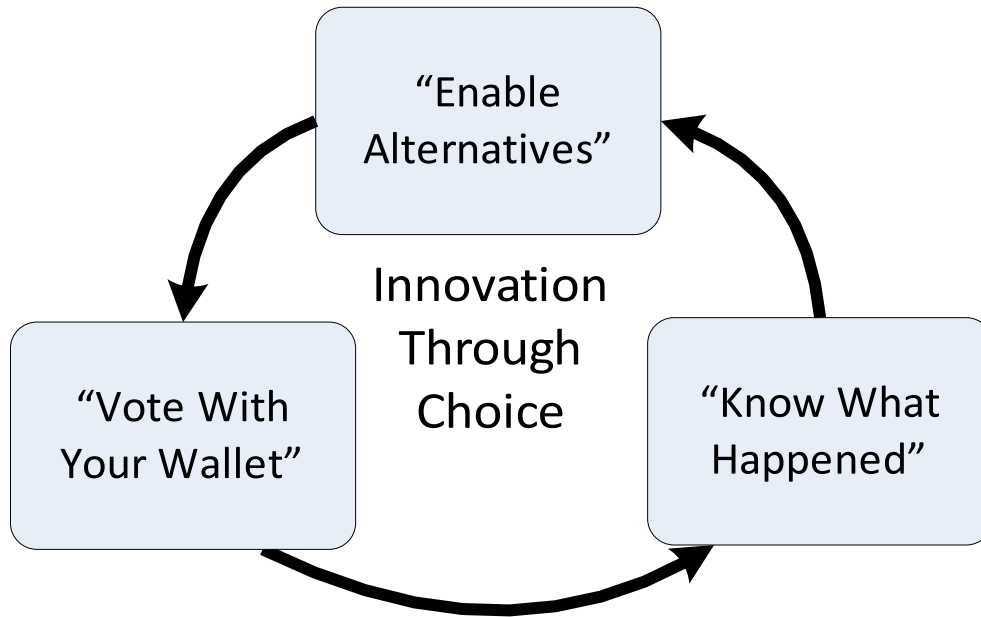 “Enable
Alternatives”
Innovation
Through
Choice
“Vote With
Your Wallet”
“Know What
Happened”